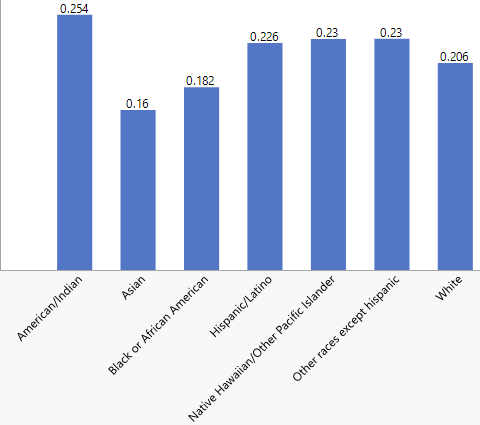 0.254
0.16
0.182
0.226
0.23
0.23
0.206
American/Indian
Asian
Black or African American
Hispanic/Latino
Native Hawaiian/Other Pacific Islander
Other races except hispanic
White